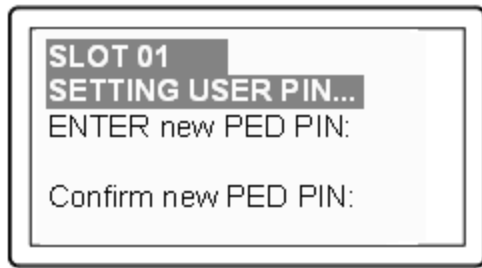 SLOT 01
SETTING USER PIN...
ENTER new PED PIN:
Confirm new PED PIN: